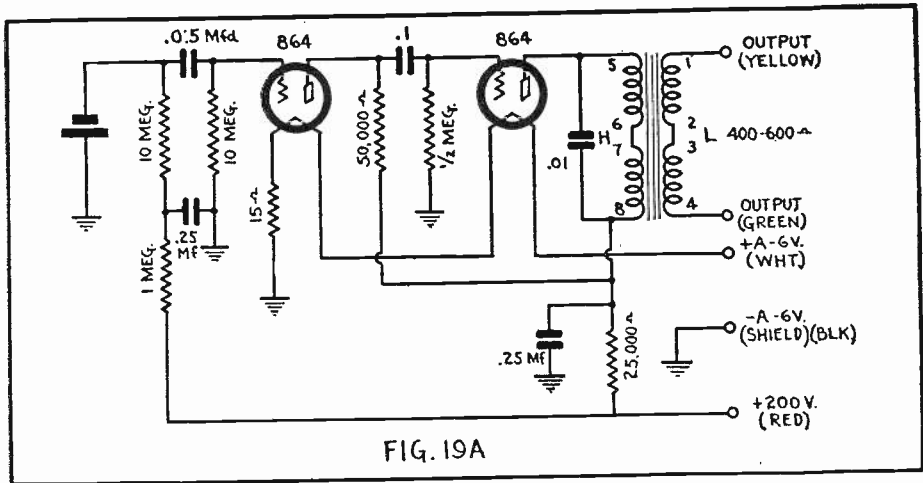 .005 Mfd
864
.1
864
10 MEG.
10 MEG.
50,000 Ω
1/2 MEG.
.01
H
5
6
7
8
1
2
3
4
L 400-600 Ω
OUTPUT
(YELLOW)
OUTPUT
(GREEN)
+A-6V.
(WHT.)
-A-6V.
(SHIELD)(BLK)
+200V.
(RED)
.25
Mf
1 MEG.
15 Ω
.25 Mf
25,000 Ω
FIG. 19A